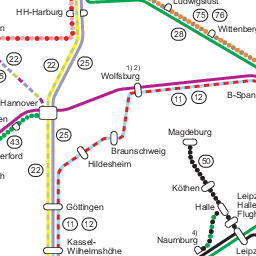 Ludwigslust
HH-Harburg
75
76
Wittenberg
28
22
22
25
1) 2)
Wolfsburg
Hannover
11
12
B-Span
25
Magdeburg
43
erford
Braunschweig
50
Hildesheim
22
Köthen
Göttingen
Halle
Leipz
Halle
Flugh
11
12
Kassel-
Wilhelmshöhe
4)
Naumburg
Leipz